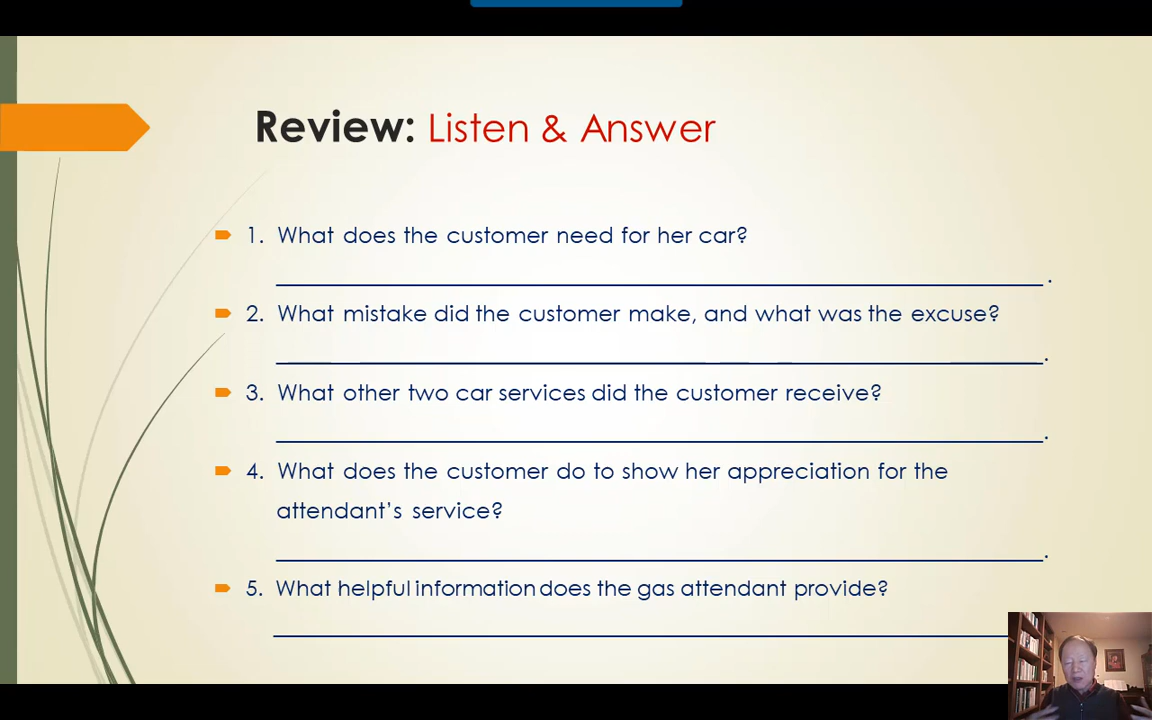 Review: Listen & Answer
1. What does the customer need for her car?
.
2. What mistake did the customer make, and what was the excuse?
.
3. What other two car services did the customer receive?
.
4. What does the customer do to show her appreciation for the
attendant's service?
.
5. What helpful information does the gas attendant provide?